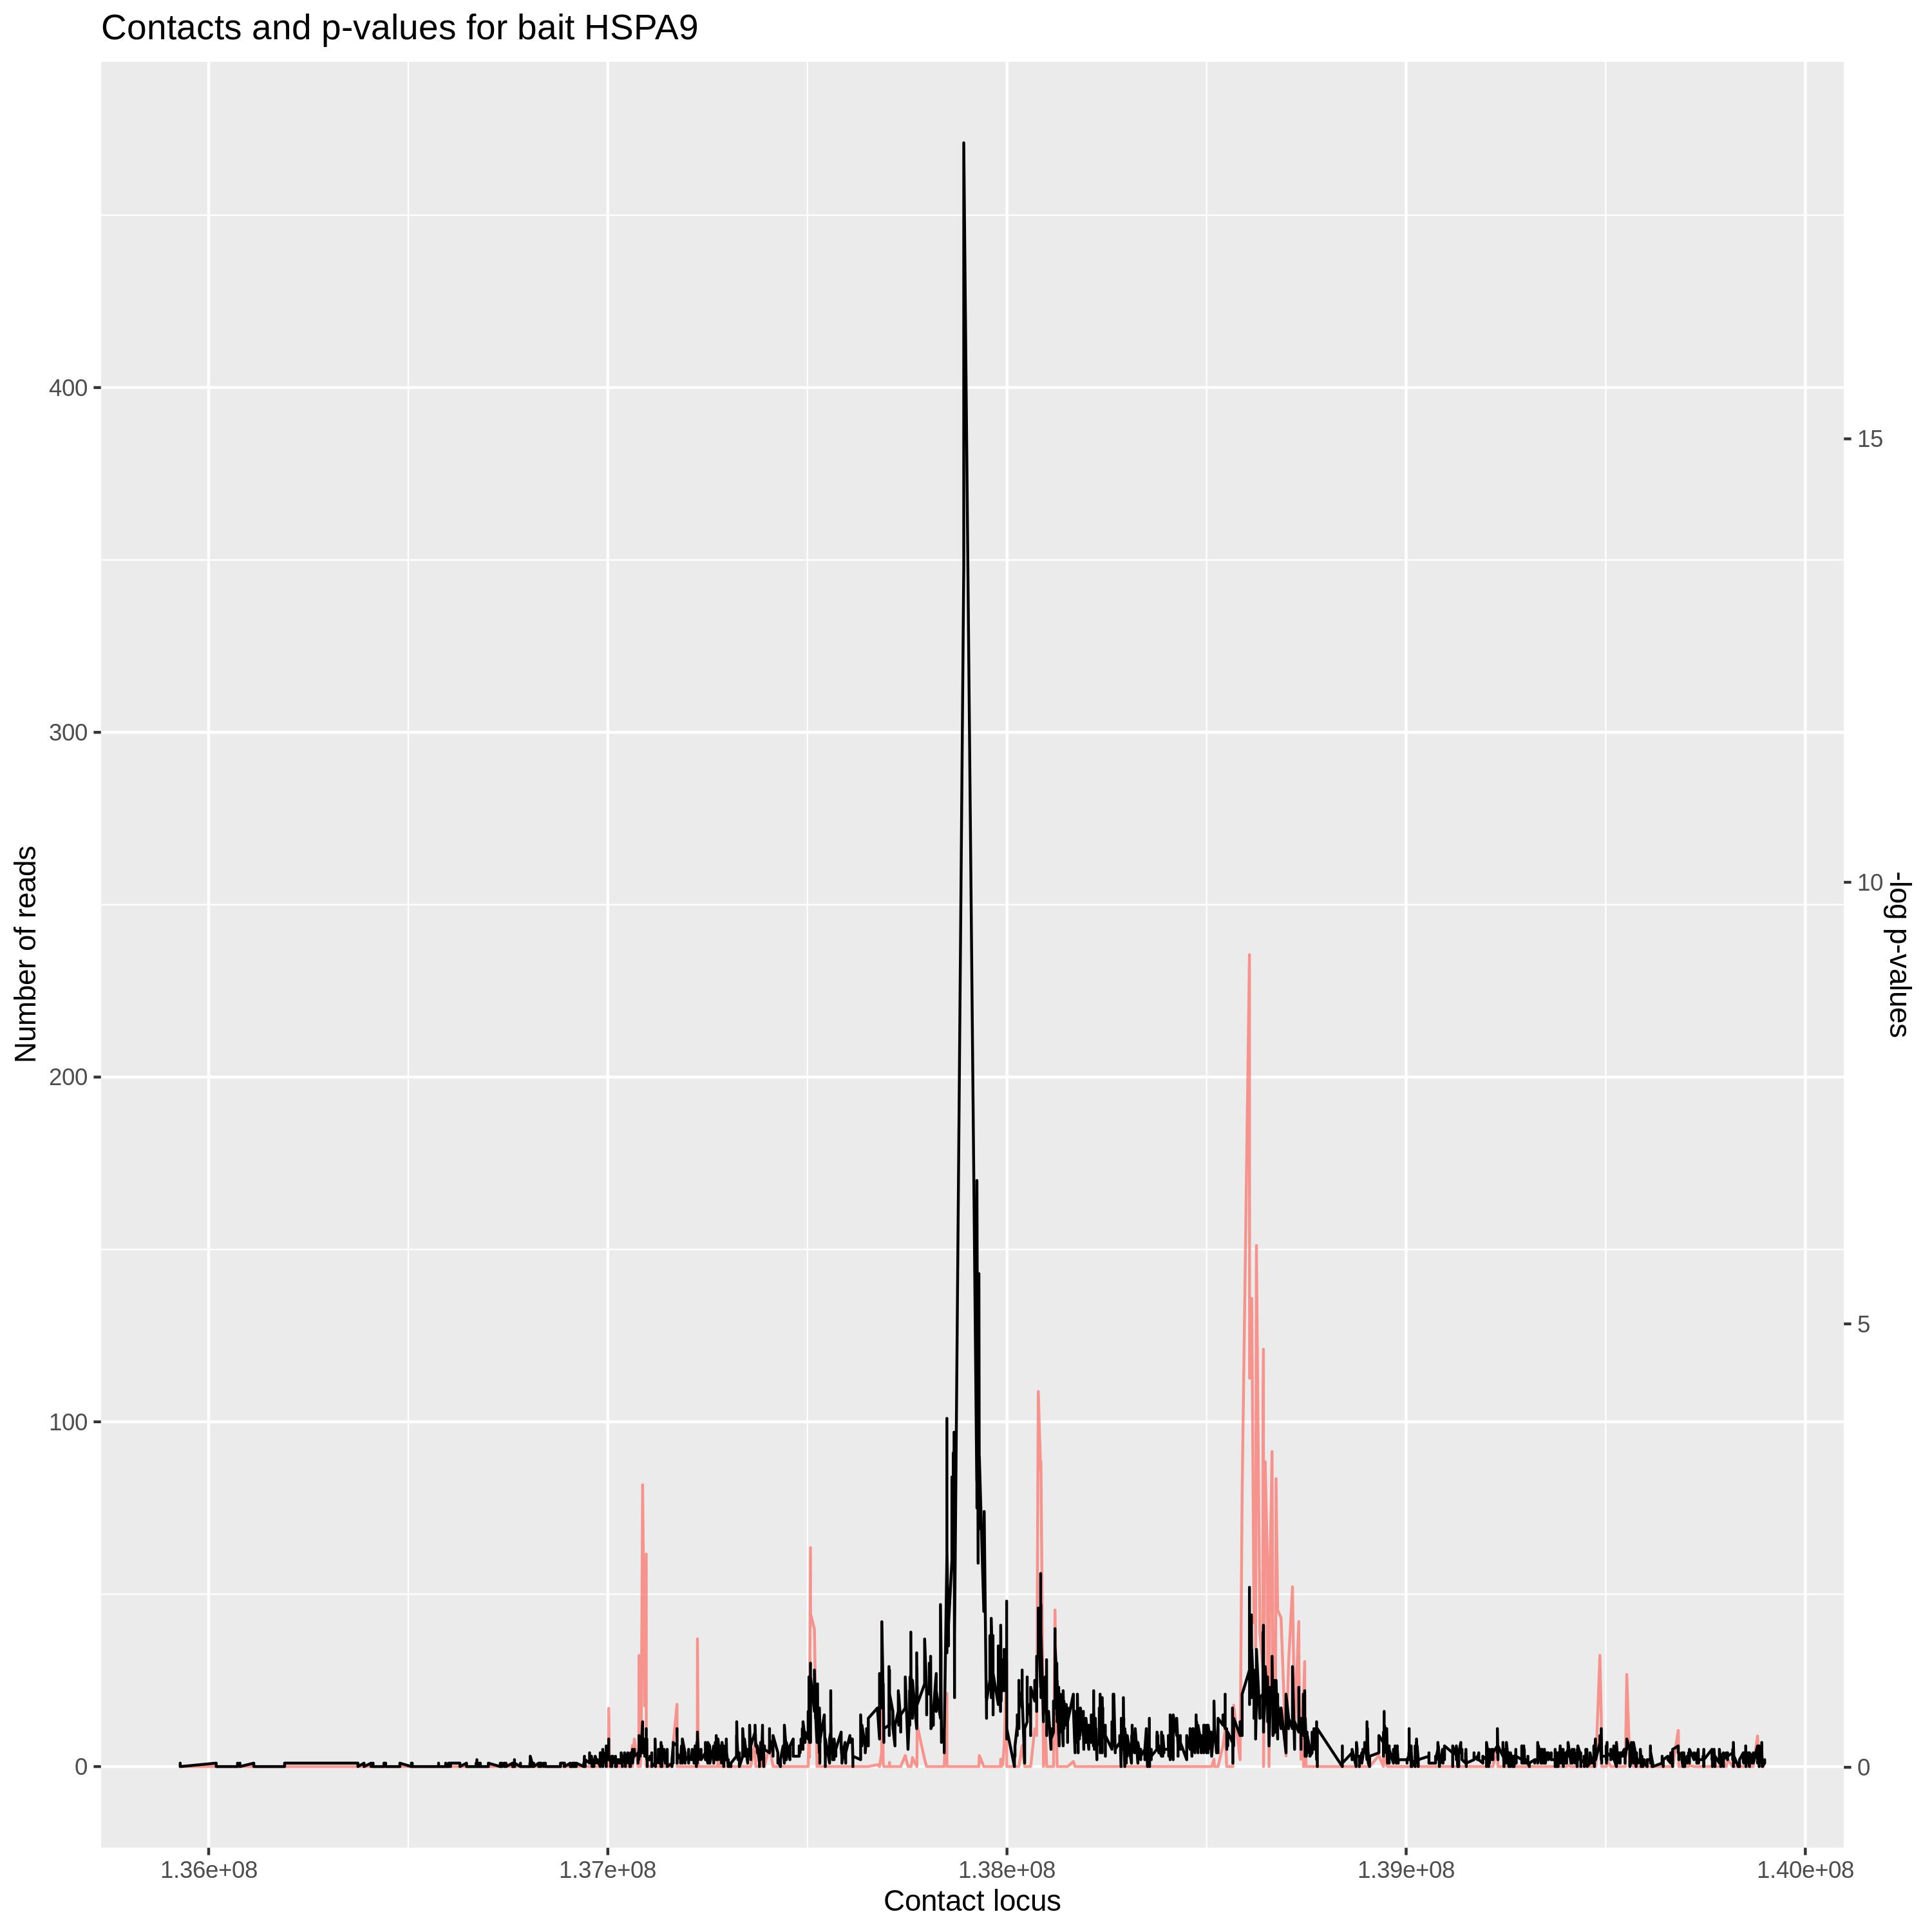 Contacts and p-values for bait HSPA9
Number of reads
400
300
200
100
0
15
10
5
0
-log p-values
1.36e+08
1.37e+08
1.38e+08
1.39e+08
1.40e+08
Contact locus